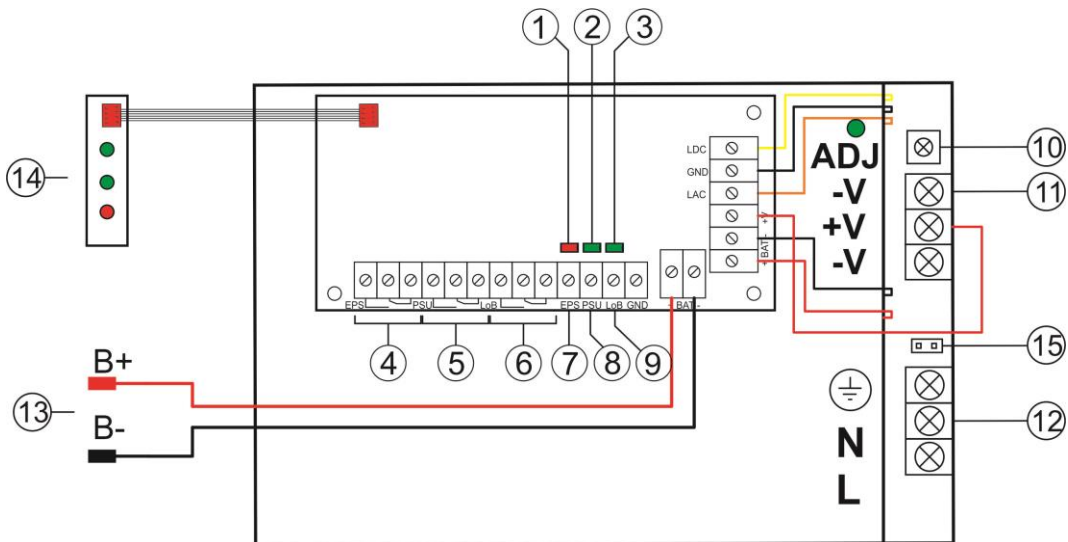 1 2 3
14
LDC
GND
LAC
+V
+ BAT -
ADJ
-V
+V
-V
10
11
EPS PSU LoB EPS PSU LoB GND + BAT -
4 5 6 7 8 9
15
B+
13
B-
12
N
L